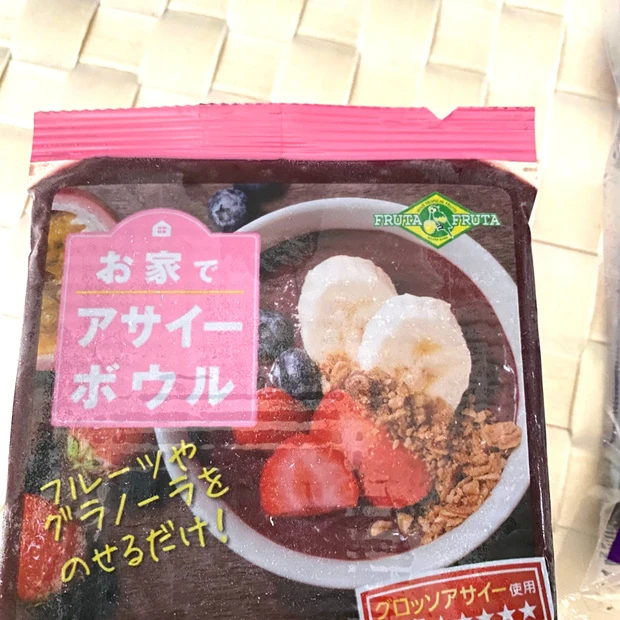 FRUTA FRUTA
お家で
アサイー
ボウル
フルーツや
グラノーラを
のせるだけ!
グロッソアサイー使用
★★★★★